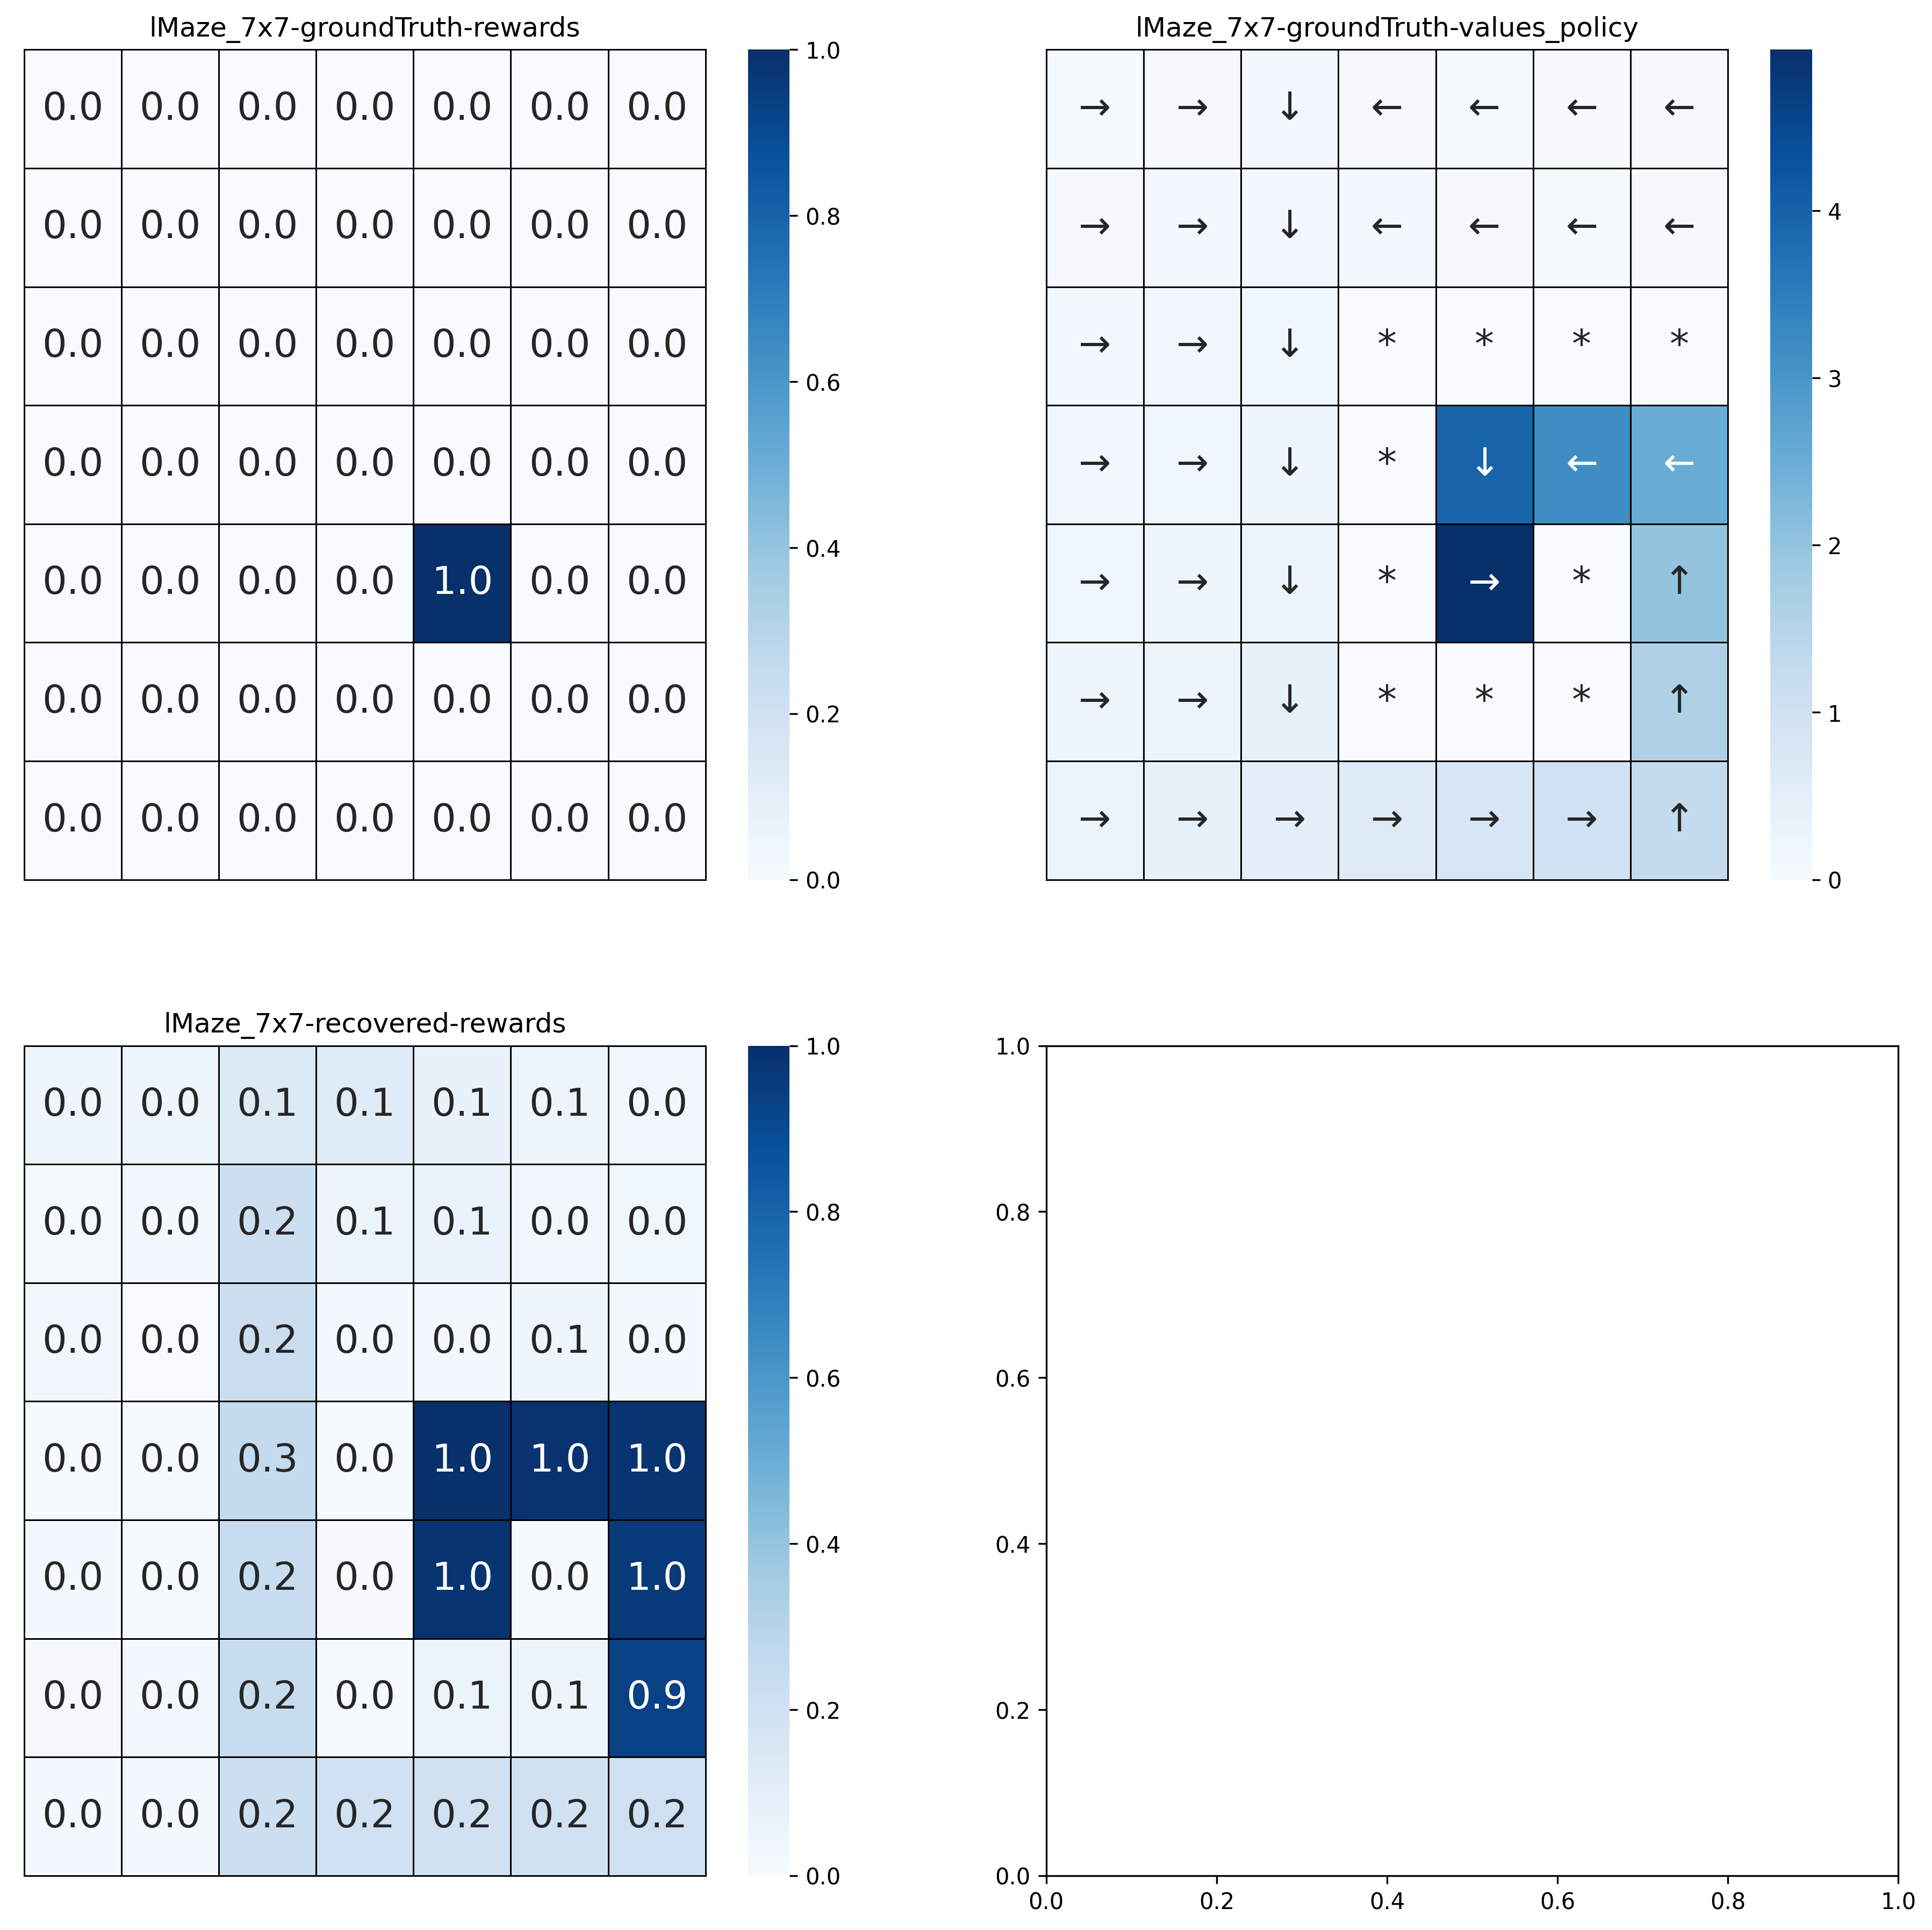 lMaze_7x7-groundTruth-rewards
0.0 0.0 0.0 0.0 0.0 0.0 0.0
0.0 0.0 0.0 0.0 0.0 0.0 0.0
0.0 0.0 0.0 0.0 0.0 0.0 0.0
0.0 0.0 0.0 0.0 0.0 0.0 0.0
0.0 0.0 0.0 0.0 1.0 0.0 0.0
0.0 0.0 0.0 0.0 0.0 0.0 0.0
0.0 0.0 0.0 0.0 0.0 0.0 0.0
1.0
0.8
0.6
0.4
0.2
0.0
lMaze_7x7-groundTruth-values_policy
→ → ↓ ← ← ← ←
→ → ↓ ← ← ← ←
→ → ↓ * * * *
→ → ↓ * ↓ ← ←
→ → ↓ * → * ↑
→ → ↓ * * * ↑
→ → → → → → ↑
4
3
2
1
0
lMaze_7x7-recovered-rewards
0.0 0.0 0.1 0.1 0.1 0.1 0.0
0.0 0.0 0.2 0.1 0.1 0.0 0.0
0.0 0.0 0.2 0.0 0.0 0.1 0.0
0.0 0.0 0.3 0.0 1.0 1.0 1.0
0.0 0.0 0.2 0.0 1.0 0.0 1.0
0.0 0.0 0.2 0.0 0.1 0.1 0.9
0.0 0.0 0.2 0.2 0.2 0.2 0.2
1.0
0.8
0.6
0.4
0.2
0.0
1.0
0.8
0.6
0.4
0.2
0.0
0.0 0.2 0.4 0.6 0.8 1.0